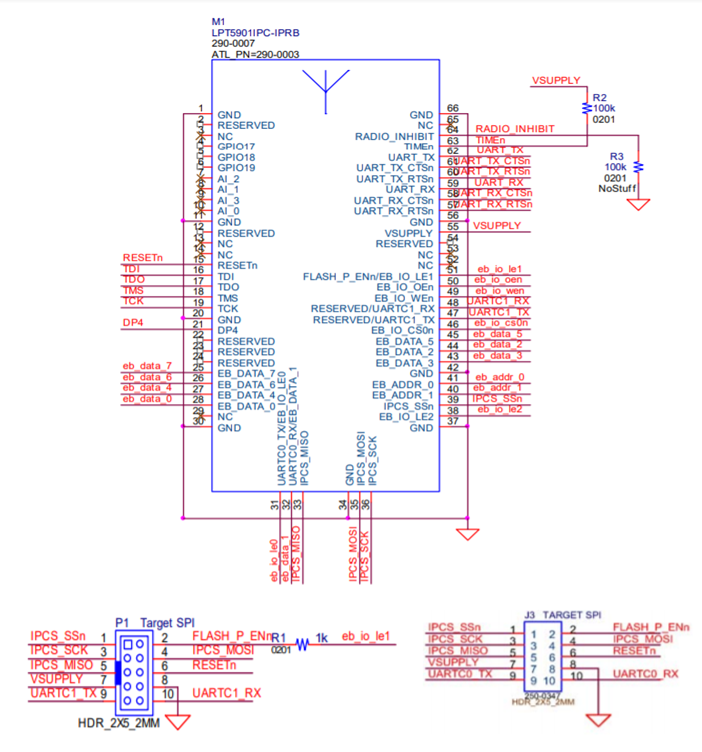 M1
LPT5901IPC-IPRB
290-0007
ATL_PN=290-0003
1 GND
2 RESERVED
3 NC
4 GPIO17
5 GPIO18
6 GPIO19
7 AI_2
8 AI_1
9 AI_3
10 AI_0
11 GND
12 RESERVED
13 NC
14 NC
RESETn 15 RESETn
TDI 16 TDI
TDO 17 TDO
TMS 18 TMS
TCK 19 TCK
20 GND
DP4 21 DP4
22 RESERVED
23 RESERVED
24 RESERVED
eb_data_7 25 EB_DATA_7
eb_data_6 26 EB_DATA_6
eb_data_4 27 EB_DATA_4
eb_data_0 28 EB_DATA_0
29 NC
30 GND
GND 66
NC 65
RADIO_INHIBIT 64 RADIO_INHIBIT
TIMEn 63 TIMEn
UART_TX 62 UART_TX
UART_TX_CTSn 61 UART_TX_CTSn
UART_TX_RTSn 60 UART_TX_RTSn
UART_RX 59 UART_RX
UART_RX_CTSn 58 UART_RX_CTSn
UART_RX_RTSn 57 UART_RX_RTSn
GND 56
VSUPPLY 55 VSUPPLY
RESERVED 54
NC 53
NC 52
FLASH_P_ENn/EB_IO_LE1 51 eb_io_le1
EB_IO_OEn 50 eb_io_oen
EB_IO_WEn 49 eb_io_wen
RESERVED/UARTC1_RX 48 UARTC1_RX
RESERVED/UARTC1_TX 47 UARTC1_TX
EB_IO_CS0n 46 eb_io_cs0n
EB_DATA_5 45 eb_data_5
EB_DATA_2 44 eb_data_2
EB_DATA_3 43 eb_data_3
GND 42
EB_ADDR_0 41 eb_addr_0
EB_ADDR_1 40 eb_addr_1
IPCS_SSn 39 IPCS_SSn
EB_IO_LE2 38 eb_io_le2
GND 37
VSUPPLY
R2
100k
0201
R3
100k
0201
NoStuff
UARTC0_TX/EB_IO_LE0 31 eb_io_le0
UARTC0_RX/EB_DATA_1 32 eb_data_1
IPCS_MISO 33 IPCS_MISO
GND 34
IPCS_MOSI 35 IPCS_MOSI
IPCS_SCK 36 IPCS_SCK
P1 Target SPI
IPCS_SSn 1 2 FLASH_P_ENn R1 1k eb_io_le1
0201
IPCS_SCK 3 4 IPCS_MOSI
IPCS_MISO 5 6 RESETn
VSUPPLY 7 8
UARTC1_TX 9 10 UARTC1_RX
HDR_2X5_2MM
J3 TARGET SPI
IPCS_SSn 1 1 2 2 FLASH_P_ENn
IPCS_SCK 3 3 4 4 IPCS_MOSI
IPCS_MISO 5 5 6 6 RESETn
VSUPPLY 7 7 8 8
UARTC0_TX 9 9 10 10 UARTC0_RX
250-0347
HDR_2X5_2MM